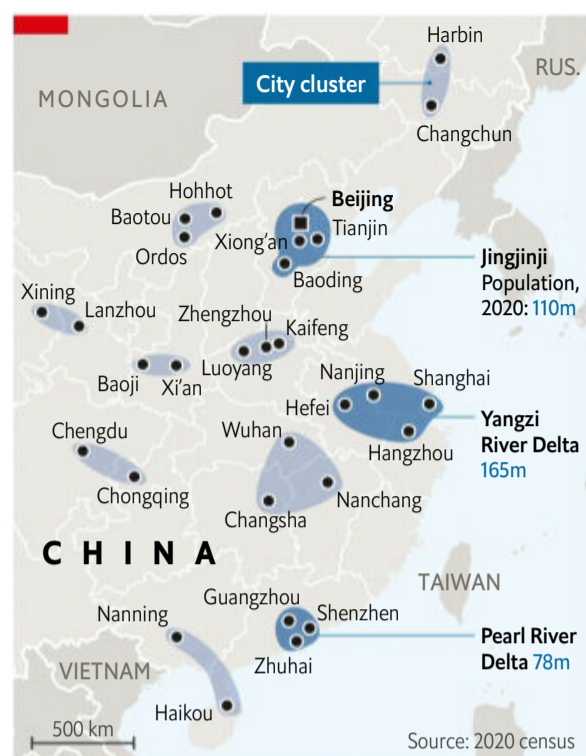 Harbin
RUS.
City cluster
MONGOLIA
Changchun
Hohhot
Beijing
Baotou
Tianjin
Xiong'an
Ordos
Jingjinji
Population,
2020: 110m
Baoding
Xining
Lanzhou
Zhengzhou
Kaifeng
Luoyang
Baoji
Xi'an
Nanjing
Shanghai
Hefei
Yangzi
River Delta
165m
Hangzhou
Chengdu
Wuhan
Chongqing
Nanchang
Changsha
CHINA
TAIWAN
Guangzhou
Shenzhen
Nanning
Pearl River
Delta 78m
Zhuhai
VIETNAM
Haikou
500 km
Source: 2020 census